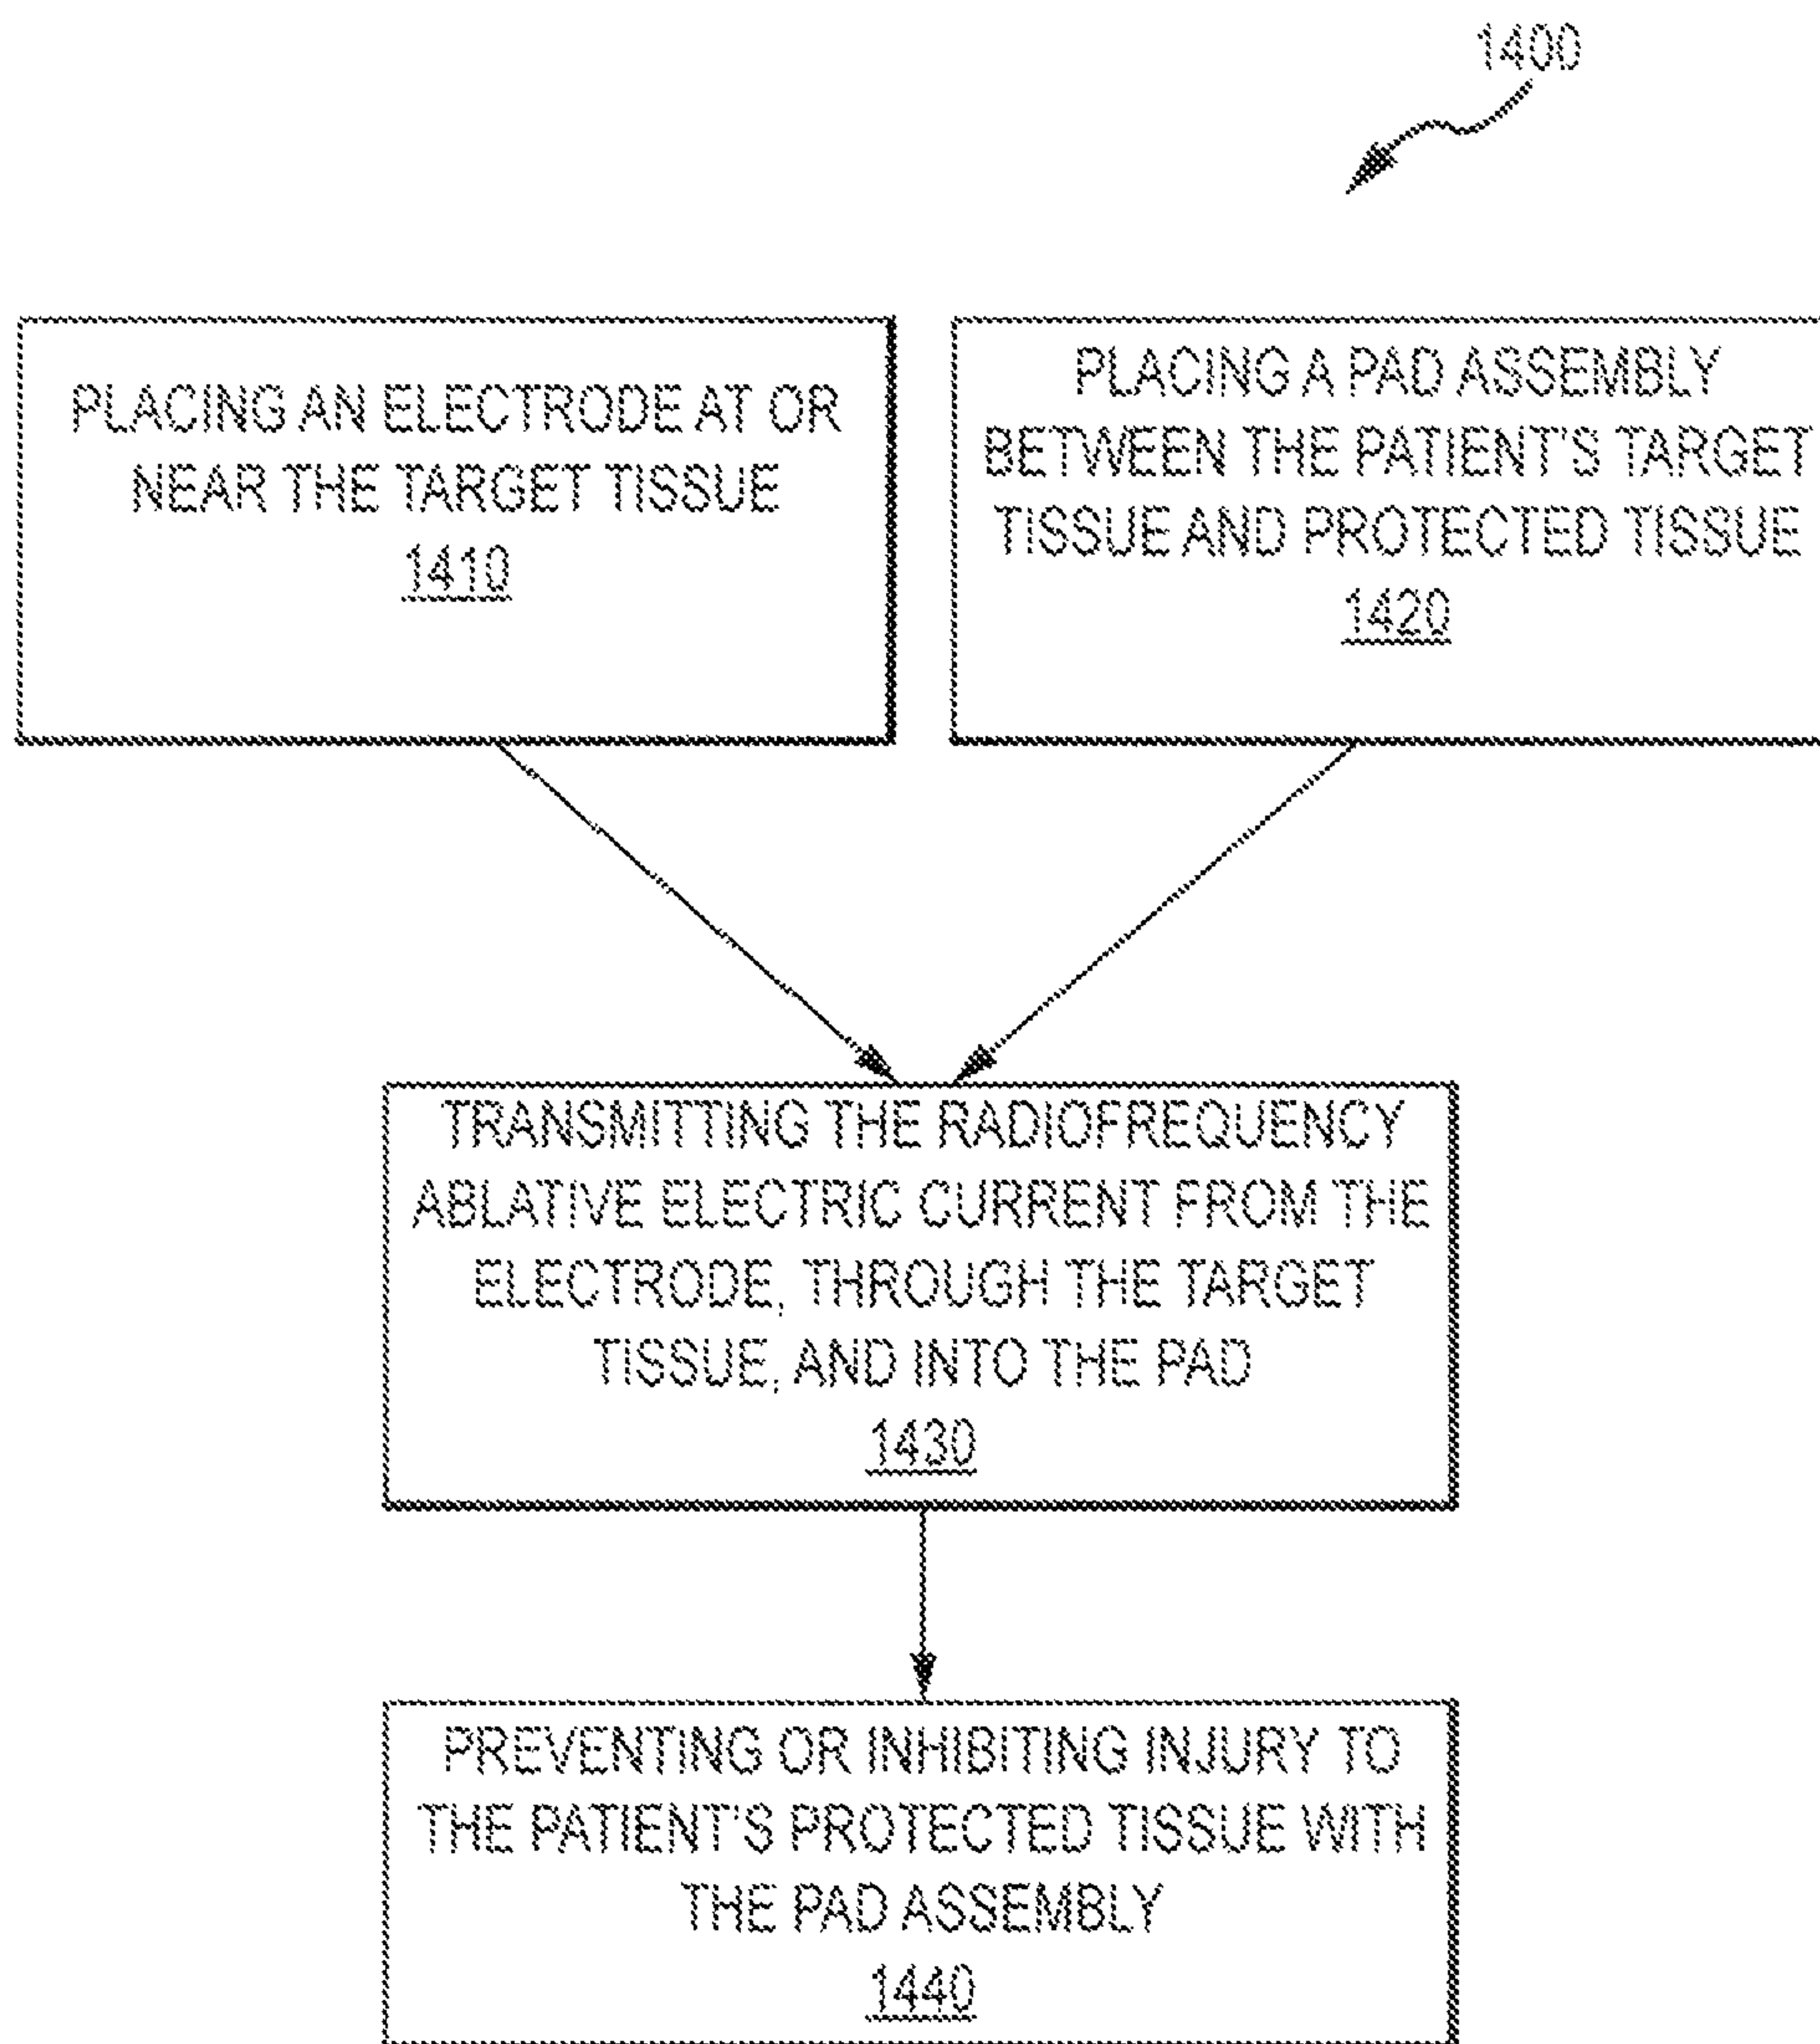 1400
PLACING AN ELECTRODE AT OR
NEAR THE TARGET TISSUE
1410
PLACING A PAD ASSEMBLY
BETWEEN THE PATIENT'S TARGET
TISSUE AND PROTECTED TISSUE
1420
TRANSMITTING THE RADIOFREQUENCY
ABLATIVE ELECTRIC CURRENT FROM THE
ELECTRODE, THROUGH THE TARGET
TISSUE, AND INTO THE PAD
1430
PREVENTING OR INHIBITING INJURY TO
THE PATIENT'S PROTECTED TISSUE WITH
THE PAD ASSEMBLY
1440